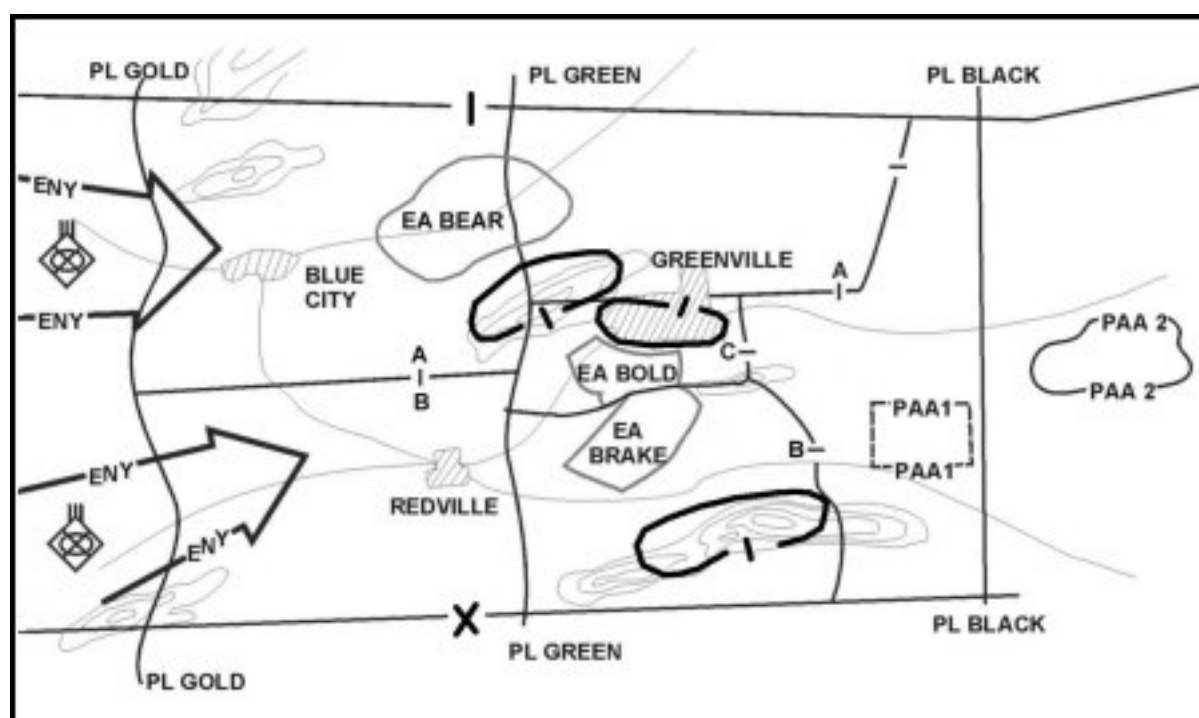 PL GOLD
PL GREEN
PL BLACK
ENY
EA BEAR
GREENVILLE
BLUE
CITY
A
ENY
PAA 2
A
B
C
EA BOLD
PAA 2
PAA1
EA
BRAKE
B
ENY
PAA1
REDVILLE
ENY
X
PL GREEN
PL BLACK
PL GOLD